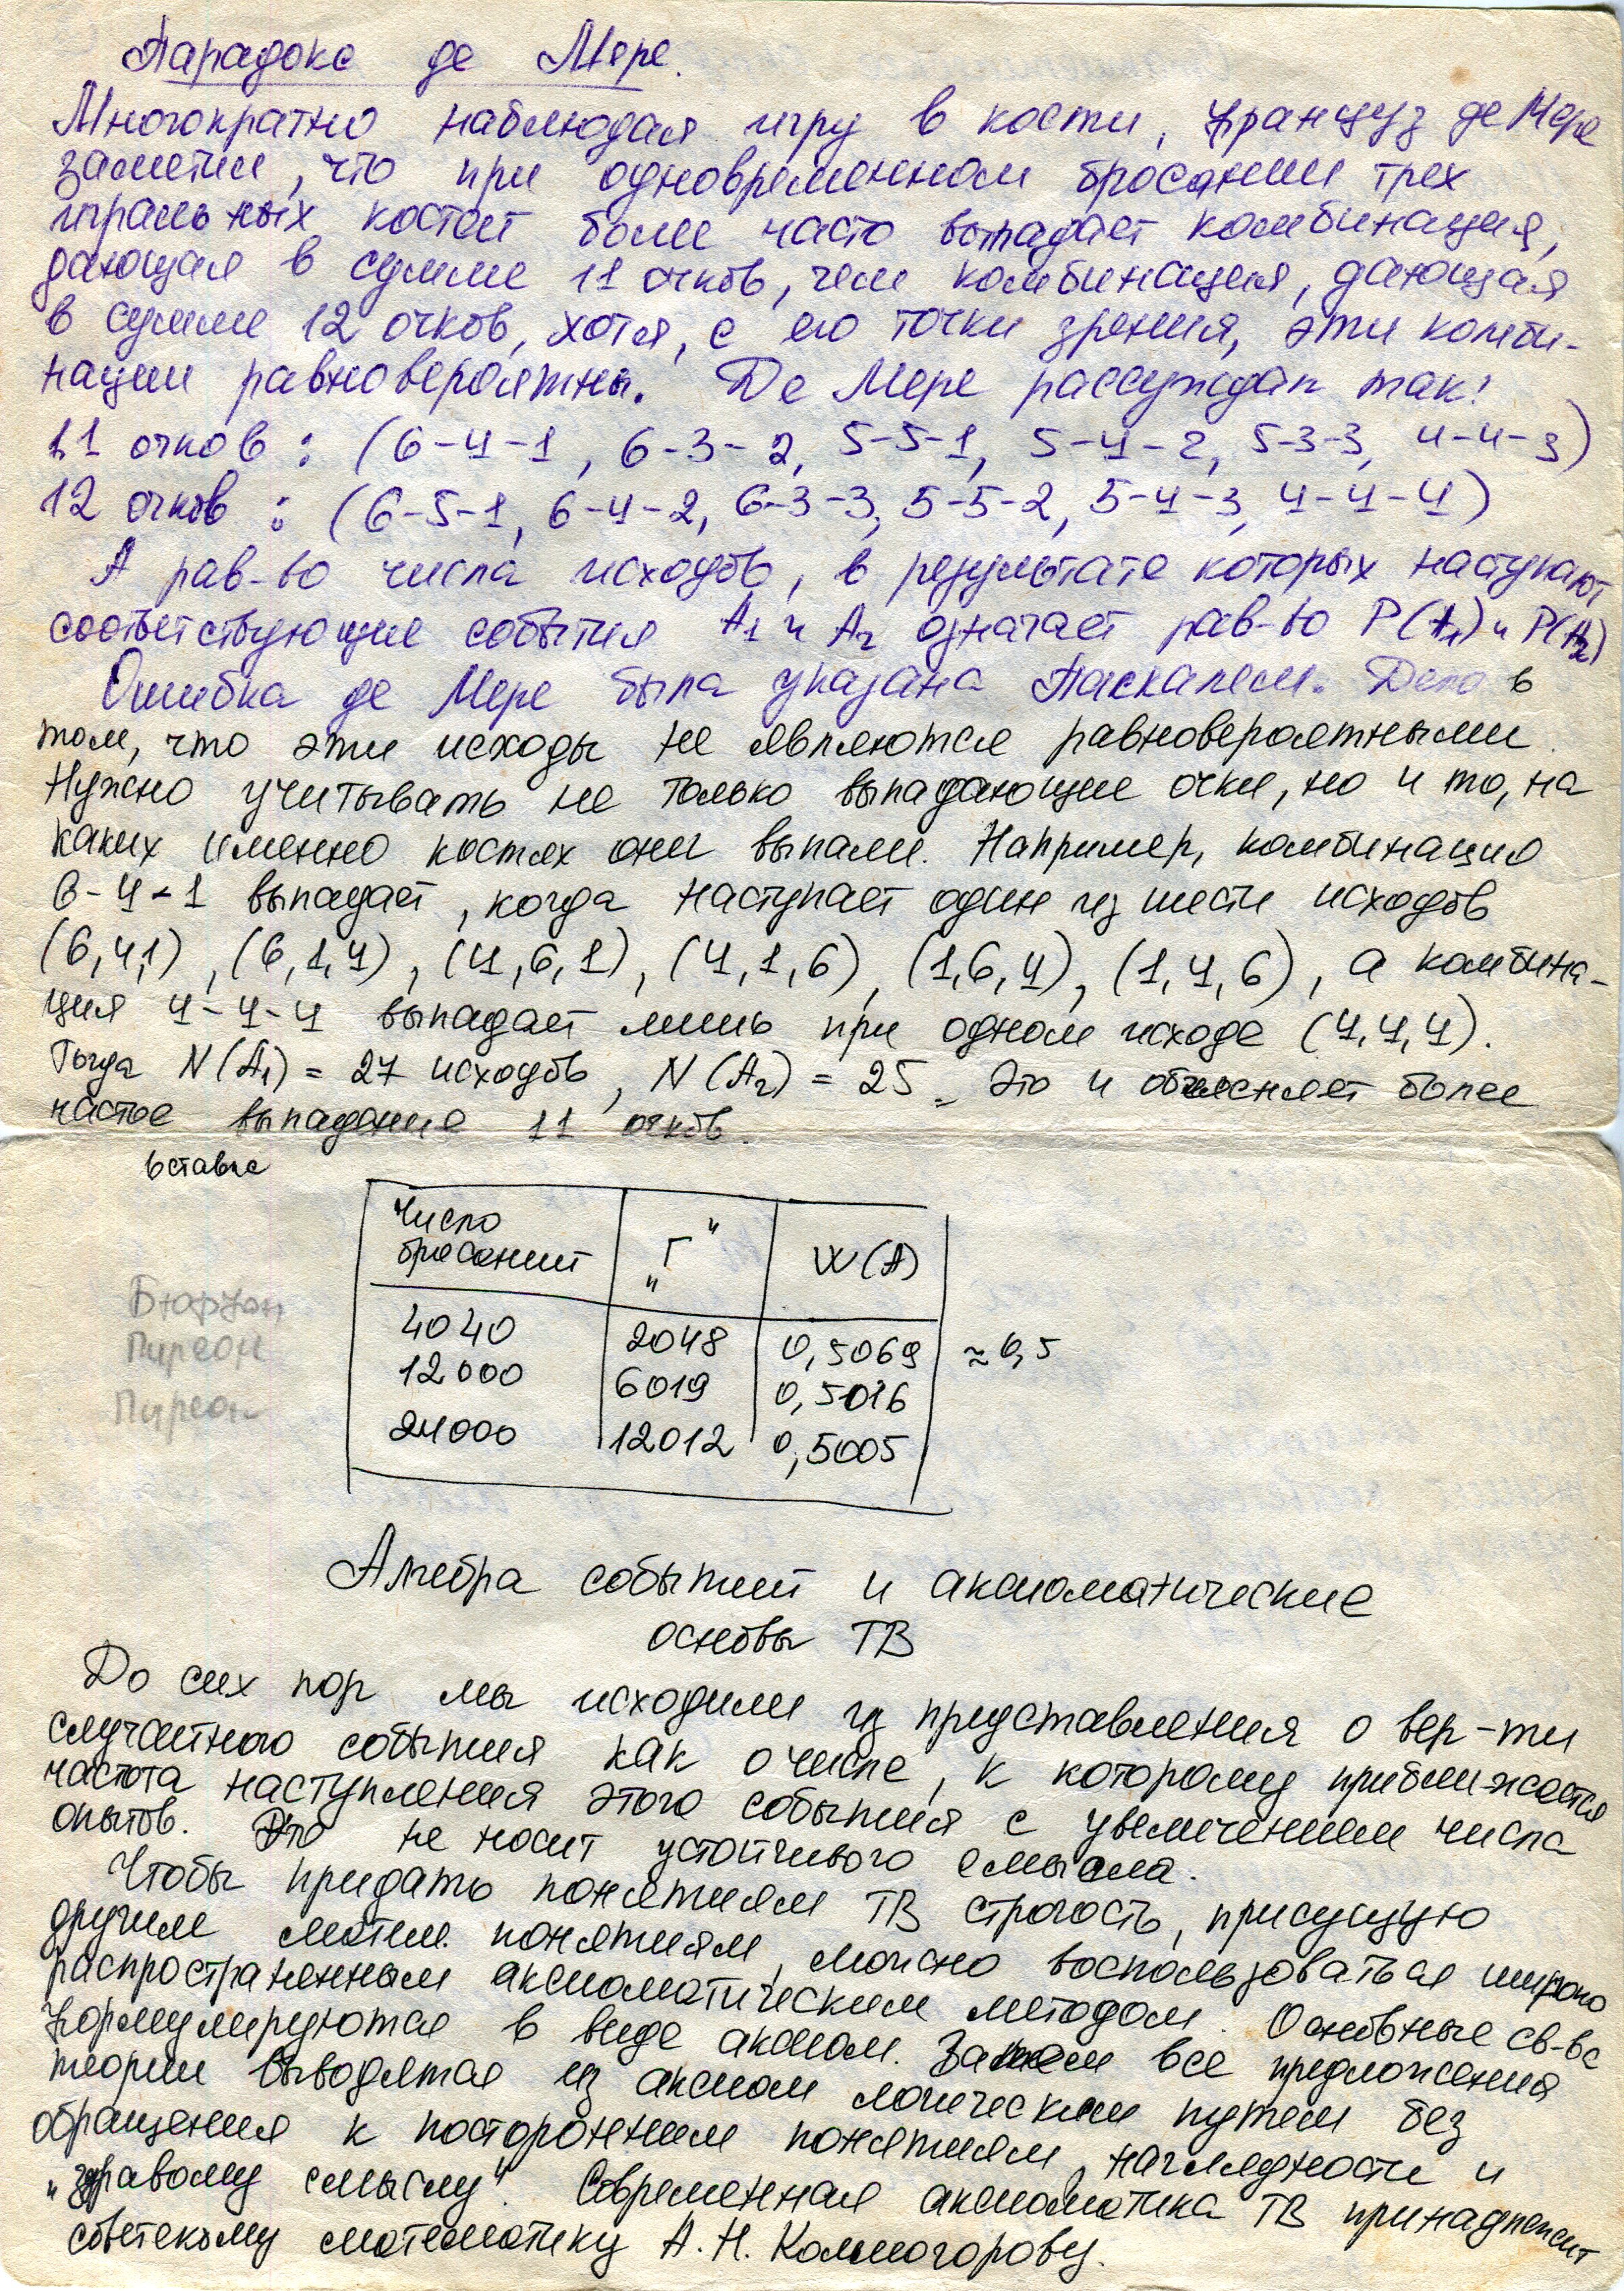 Парадокс де Мере.
Многократно наблюдая игру в кости, француз де Мере
заметил, что при одновременном бросании трех
игральных костей более часто выпадает комбинация,
дающая в сумме 11 очков, чем комбинация, дающая
в сумме 12 очков, хотя, с его точки зрения, эти комби-
нации равновероятны. Де Мере рассуждал так:
11 очков : (6-4-1, 6-3-2, 5-5-1, 5-4-2, 5-3-3, 4-4-3)
12 очков : (6-5-1, 6-4-2, 6-3-3, 5-5-2, 5-4-3, 4-4-4)
А рав-во числа исходов, в результате которых наступают
соответствующие события A₁ и A₂ означает рав-во P(A₁) и P(A₂)
Ошибка де Мере была указана Паскалем. Дело в
том, что эти исходы не являются равновероятными.
Нужно учитывать не только выпадающие очки, но и то, на
каких именно костях они выпали. Например, комбинация
6-4-1 выпадает, когда наступает один из шести исходов
(6,4,1), (6,1,4), (4,6,1), (4,1,6), (1,6,4), (1,4,6), а комбина-
ция 4-4-4 выпадает лишь при одном исходе (4,4,4).
Тогда N(A₁) = 27 исходов, N(A₂) = 25. Это и объясняет более
частое выпадение 11 очков.
вставка
Число бросаний "Г" W(A)
Бюффон 4040 2048 0,5069 ≈ 0,5
Пирсон 12000 6019 0,5016
Пирсон 24000 12012 0,5005
Алгебра событий и аксиоматические
основы ТВ
До сих пор мы исходили из представления о вер-ти
случайного события как о числе, к которому приближается
частота наступления этого события с увеличением числа
опытов. Это не носит устойчивого смысла.
Чтобы придать понятиям ТВ строгость, присущую
другим матем. понятиям, можно воспользоваться широко
распространенным аксиоматическим методом. Основные св-ва
формулируются в виде аксиом. Затем все предложения
теории выводятся из аксиом логическим путем без
обращения к посторонним понятиям, наглядности и
"здравому смыслу". Современная аксиоматика ТВ принадлежит
советскому математику А. Н. Колмогорову.